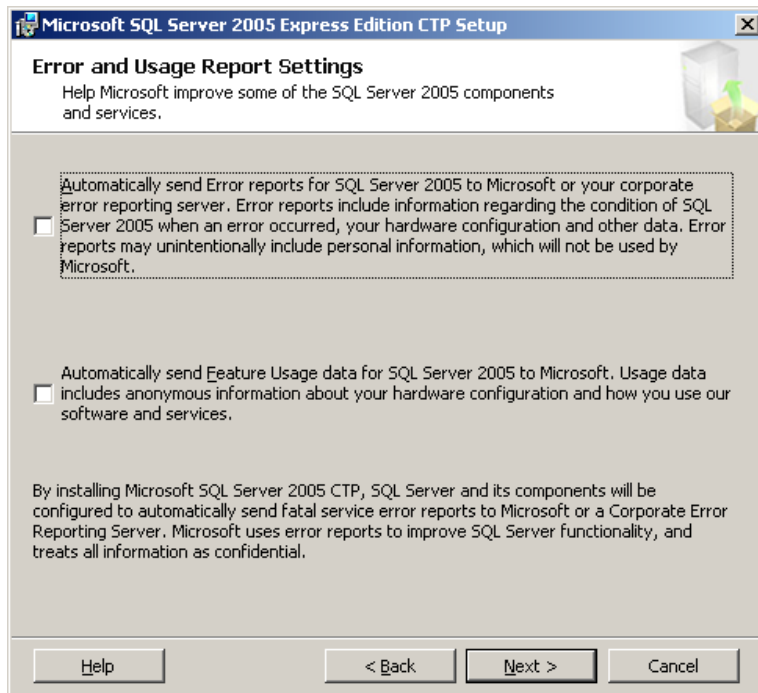 Microsoft SQL Server 2005 Express Edition CTP Setup
Error and Usage Report Settings
Help Microsoft improve some of the SQL Server 2005 components
and services.
Automatically send Error reports for SQL Server 2005 to Microsoft or your corporate
error reporting server. Error reports include information regarding the condition of SQL
Server 2005 when an error occurred, your hardware configuration and other data. Error
reports may unintentionally include personal information, which will not be used by
Microsoft.
Automatically send Feature Usage data for SQL Server 2005 to Microsoft. Usage data
includes anonymous information about your hardware configuration and how you use our
software and services.
By installing Microsoft SQL Server 2005 CTP, SQL Server and its components will be
configured to automatically send fatal service error reports to Microsoft or a Corporate Error
Reporting Server. Microsoft uses error reports to improve SQL Server functionality, and
treats all information as confidential.
Help
< Back
Next >
Cancel